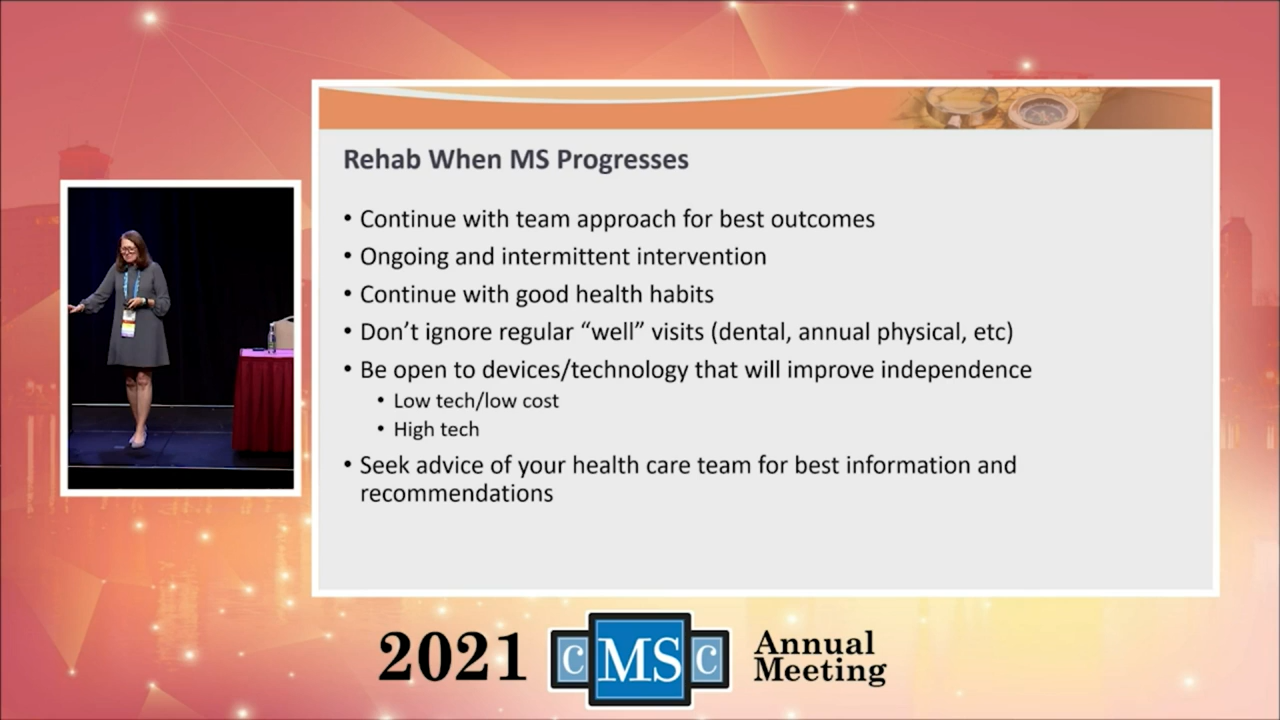 Rehab When MS Progresses
• Continue with team approach for best outcomes
• Ongoing and intermittent intervention
• Continue with good health habits
• Don’t ignore regular “well” visits (dental, annual physical, etc)
• Be open to devices/technology that will improve independence
• Low tech/low cost
• High tech
• Seek advice of your health care team for best information and
recommendations
2021 CMSC Annual
Meeting